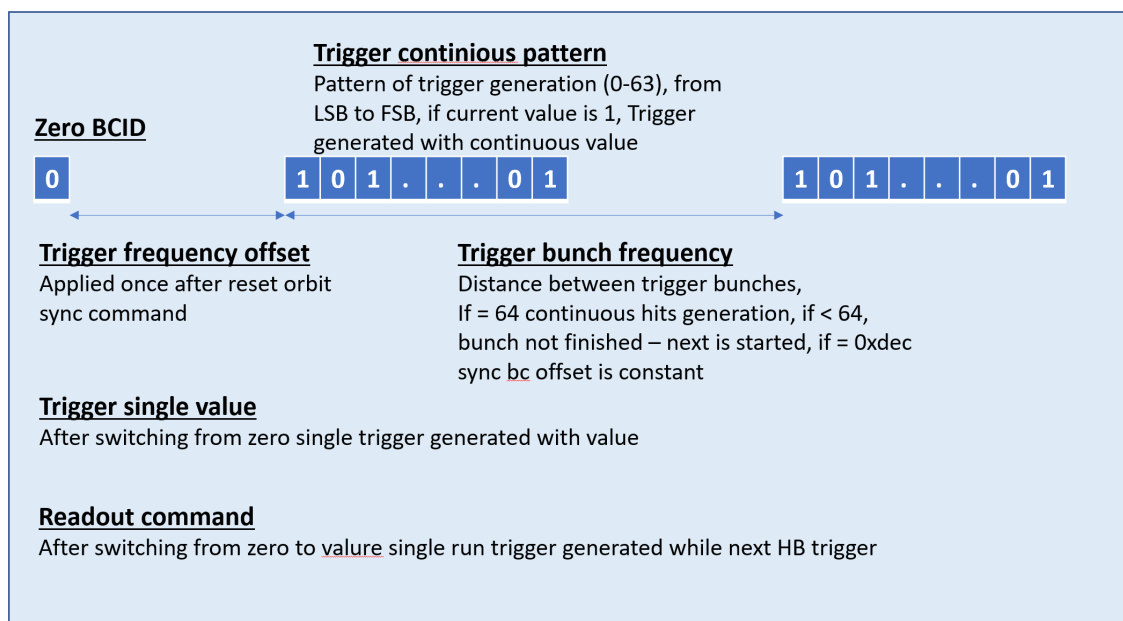 Trigger continious pattern
Pattern of trigger generation (0-63), from
LSB to FSB, if current value is 1, Trigger
generated with continuous value
Zero BCID
0
1 0 1 . . . 0 1
1 0 1 . . . 0 1
Trigger frequency offset
Applied once after reset orbit
sync command
Trigger bunch frequency
Distance between trigger bunches,
If = 64 continuous hits generation, if < 64,
bunch not finished – next is started, if = 0xdec
sync bc offset is constant
Trigger single value
After switching from zero single trigger generated with value
Readout command
After switching from zero to valure single run trigger generated while next HB trigger